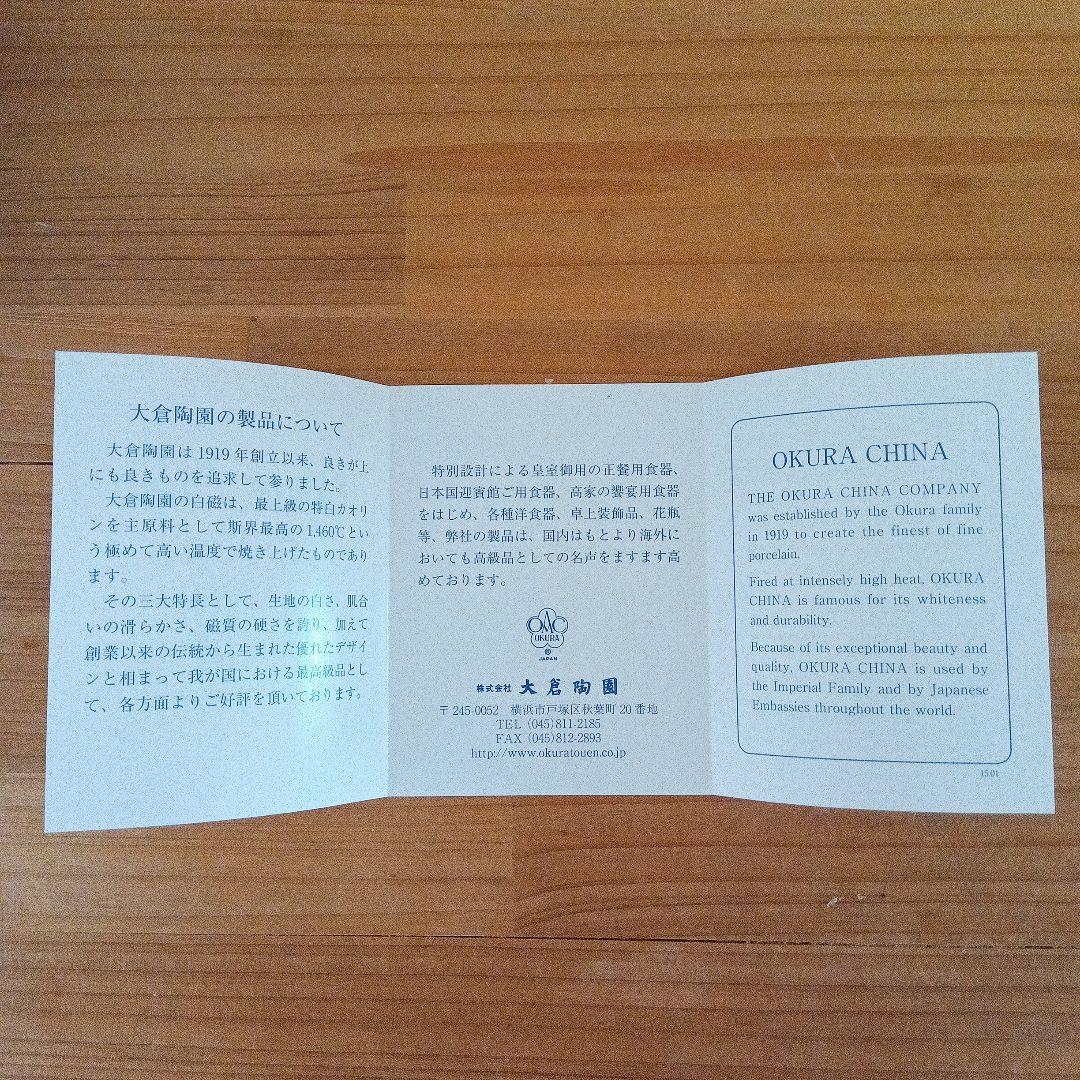 大倉陶園の製品について
大倉陶園は1919年創立以来、良きが上
にも良きものを追求して参りました。
大倉陶園の白磁は、最上級の特白カオリ
ンを主原料として斯界最高の1,460℃とい
う極めて高い温度で焼き上げたものであり
ます。
その三大特長として、生地の白さ、肌合
いの滑らかさ、磁質の硬さを誇り、加えて
創業以来の伝統から生まれた優れたデザイ
ンと相まって我が国における最高級品とし
て、各方面よりご好評を頂いております。
特別設計による皇室御用の正餐用食器、
日本国迎賓館ご用食器、高家の饗宴用食器
をはじめ、各種洋食器、卓上装飾品、花瓶
等、弊社の製品は、国内はもとより海外に
おいても高級品としての名声をますます高
めております。
OAC
OKURA
®
JAPAN
株式会社 大倉陶園
〒245-0052 横浜市戸塚区秋葉町20番地
TEL (045)811-2185
FAX (045)812-2893
http://www.okuratouen.co.jp
OKURA CHINA
THE OKURA CHINA COMPANY
was established by the Okura family
in 1919 to create the finest of fine
porcelain.
Fired at intensely high heat, OKURA
CHINA is famous for its whiteness
and durability.
Because of its exceptional beauty and
quality, OKURA CHINA is used by
the Imperial Family and by Japanese
Embassies throughout the world.
15.01